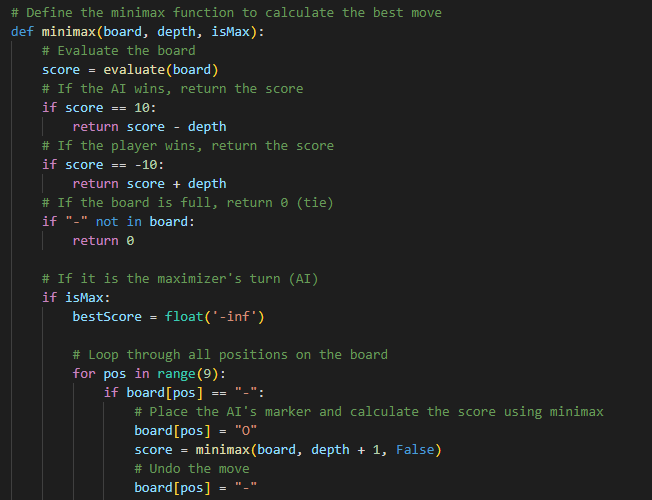 # Define the minimax function to calculate the best move
def minimax(board, depth, isMax):
    # Evaluate the board
    score = evaluate(board)
    # If the AI wins, return the score
    if score == 10:
        return score - depth
    # If the player wins, return the score
    if score == -10:
        return score + depth
    # If the board is full, return 0 (tie)
    if "-" not in board:
        return 0

    # If it is the maximizer's turn (AI)
    if isMax:
        bestScore = float('-inf')

        # Loop through all positions on the board
        for pos in range(9):
            if board[pos] == "-":
                # Place the AI's marker and calculate the score using minimax
                board[pos] = "O"
                score = minimax(board, depth + 1, False)
                # Undo the move
                board[pos] = "-"